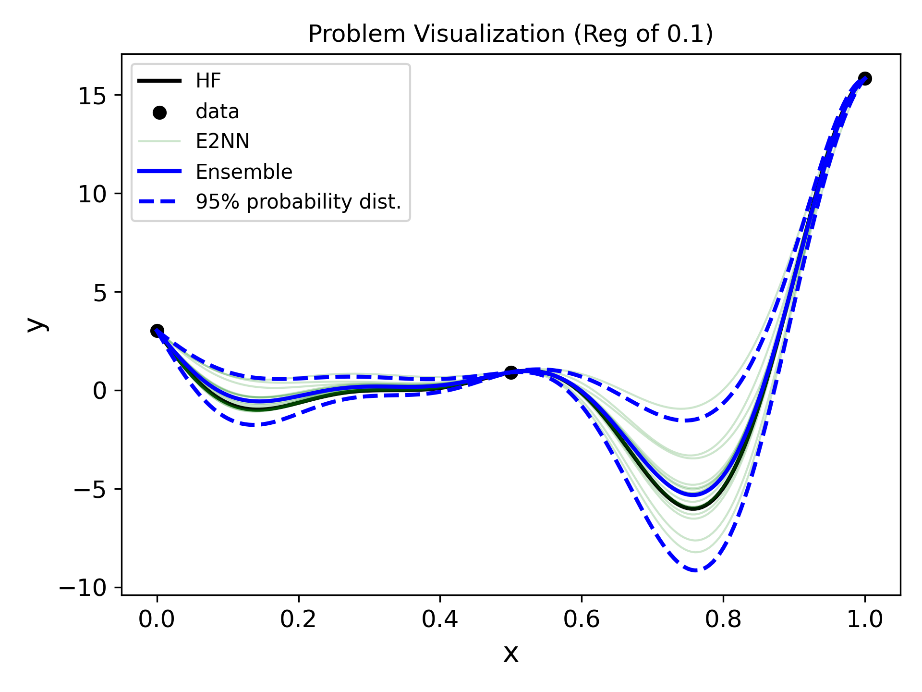 Problem Visualization (Reg of 0.1)
HF
data
E2NN
Ensemble
95% probability dist.
15
10
5
0
−5
−10
y
0.0 0.2 0.4 0.6 0.8 1.0
x